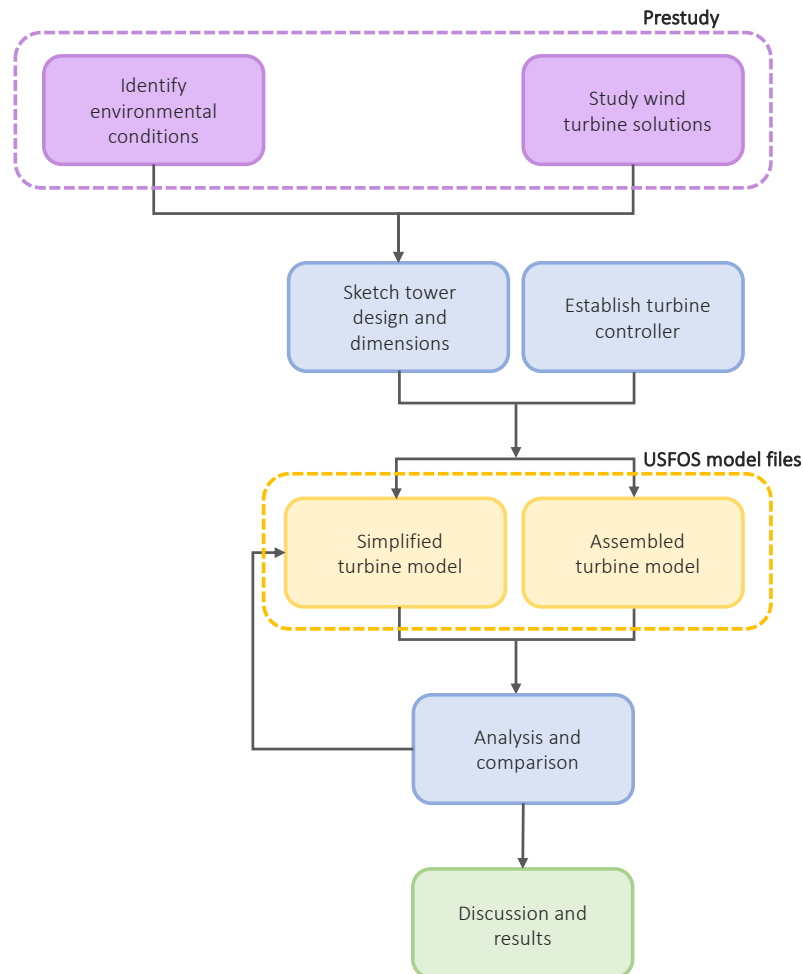 Prestudy
Identify
environmental
conditions
Study wind
turbine solutions
Sketch tower
design and
dimensions
Establish turbine
controller
USFOS model files
Simplified
turbine model
Assembled
turbine model
Analysis and
comparison
Discussion and
results